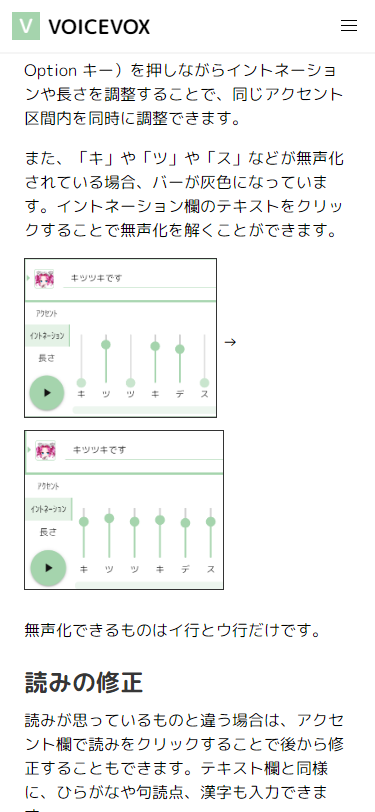 V VOICEVOX
Option キー）を押しながらイントネーショ
ンや長さを調整することで、同じアクセント
区間内を同時に調整できます。
また、「キ」や「ツ」や「ス」などが無声化
されている場合、バーが灰色になっていま
す。イントネーション欄のテキストをクリッ
クすることで無声化を解くことができます。
キツツキです
アクセント
イントネーション
長さ
キ ツ ツ キ デ ス
→
キツツキです
アクセント
イントネーション
長さ
キ ツ ツ キ デ ス
無声化できるものはイ行とウ行だけです。
読みの修正
読みが思っているものと違う場合は、アクセ
ント欄で読みをクリックすることで後から修
正することもできます。テキスト欄と同様
に、ひらがなや句読点、漢字も入力できま